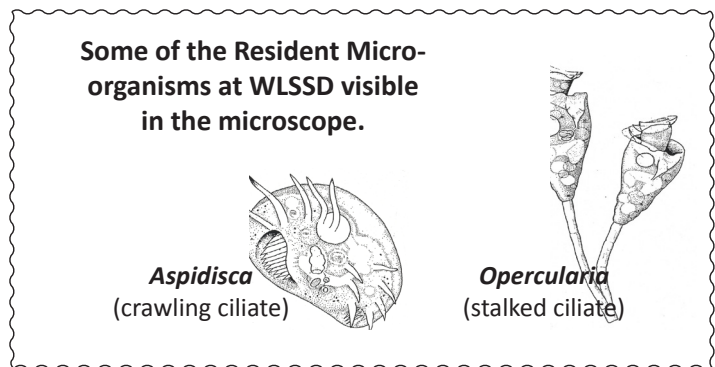 Some of the Resident Micro-
organisms at WLSSD visible
in the microscope.
Aspidisca
(crawling ciliate)
Opercularia
(stalked ciliate)